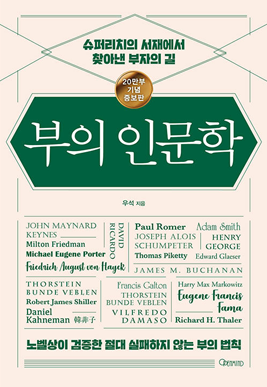 슈퍼리치의 서재에서
찾아낸 부자의 길
20만부
기념
증보판
부의 인문학
우석 지음
JOHN MAYNARD
KEYNES
Milton Friedman
Michael Eugene Porter
Friedrich August von Hayek
DAVID
RICARDO
Paul Romer
Adam Smith
JOSEPH ALOIS
SCHUMPETER
HENRY
GEORGE
Thomas Piketty
Edward Glaeser
JAMES M. BUCHANAN
THORSTEIN
BUNDE VEBLEN
Robert James Shiller
Daniel
Kahneman 韓非子
Francis Galton
THORSTEIN
BUNDE VEBLEN
VILFREDO
DAMASO
Harry Max Markowitz
Eugene Francis
Fama
Richard H. Thaler
노벨상이 검증한 절대 실패하지 않는 부의 법칙
OPENMIND